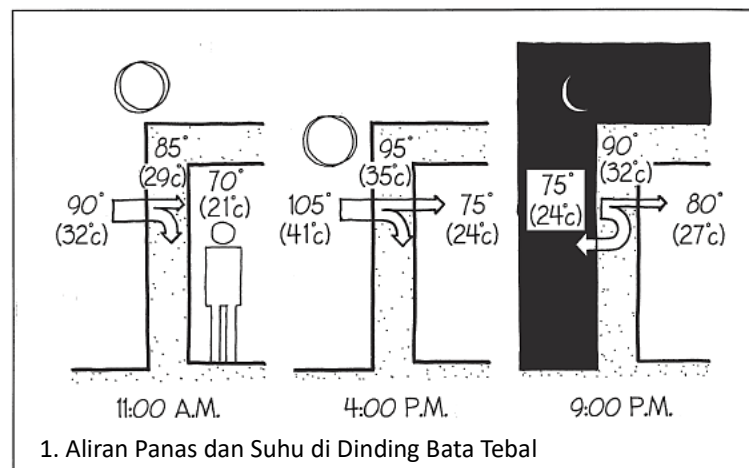 85°
(29°c)
90°
(32°c)
70°
(21°c)
11:00 A.M.
95°
(35°c)
105°
(41°c)
75°
(24°c)
4:00 P.M.
90°
(32°c)
75°
(24°c)
80°
(27°c)
9:00 P.M.
1. Aliran Panas dan Suhu di Dinding Bata Tebal